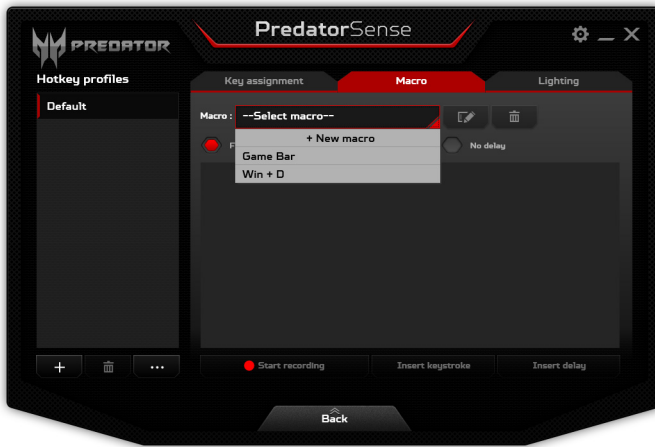 PredatorSense
PREDATOR
Hotkey profiles
Default
Key assignment
Macro
Lighting
Macro :
--Select macro--
+ New macro
Game Bar
Win + D
No delay
Start recording
Insert keystroke
Insert delay
Back